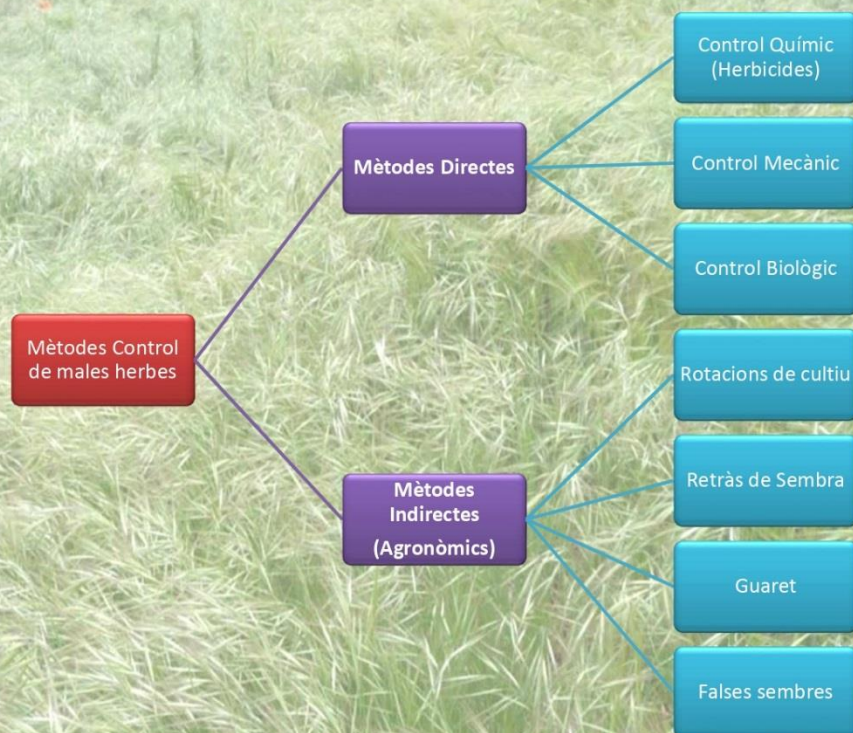 Control Químic
(Herbicides)
Mètodes Directes
Control Mecànic
Control Biològic
Mètodes Control
de males herbes
Rotacions de cultiu
Mètodes
Indirectes
(Agronòmics)
Retràs de Sembra
Guaret
Falses sembres